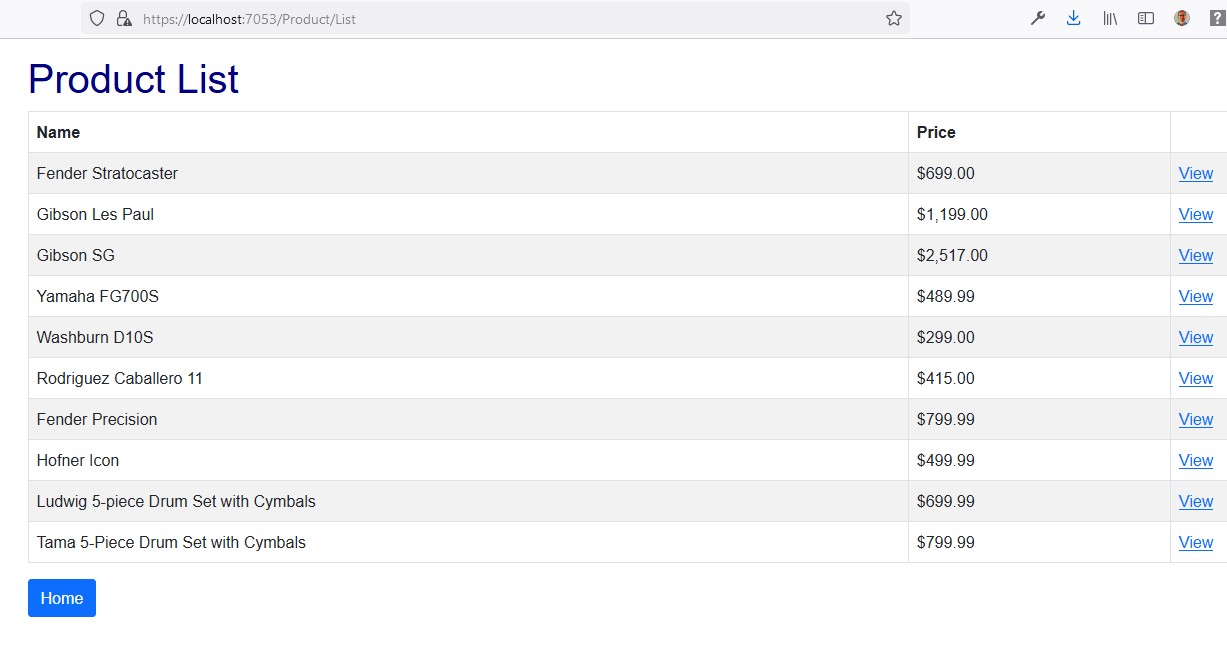 https://localhost:7053/Product/List
Product List
Name Price
Fender Stratocaster $699.00 View
Gibson Les Paul $1,199.00 View
Gibson SG $2,517.00 View
Yamaha FG700S $489.99 View
Washburn D10S $299.00 View
Rodriguez Caballero 11 $415.00 View
Fender Precision $799.99 View
Hofner Icon $499.99 View
Ludwig 5-piece Drum Set with Cymbals $699.99 View
Tama 5-Piece Drum Set with Cymbals $799.99 View
Home